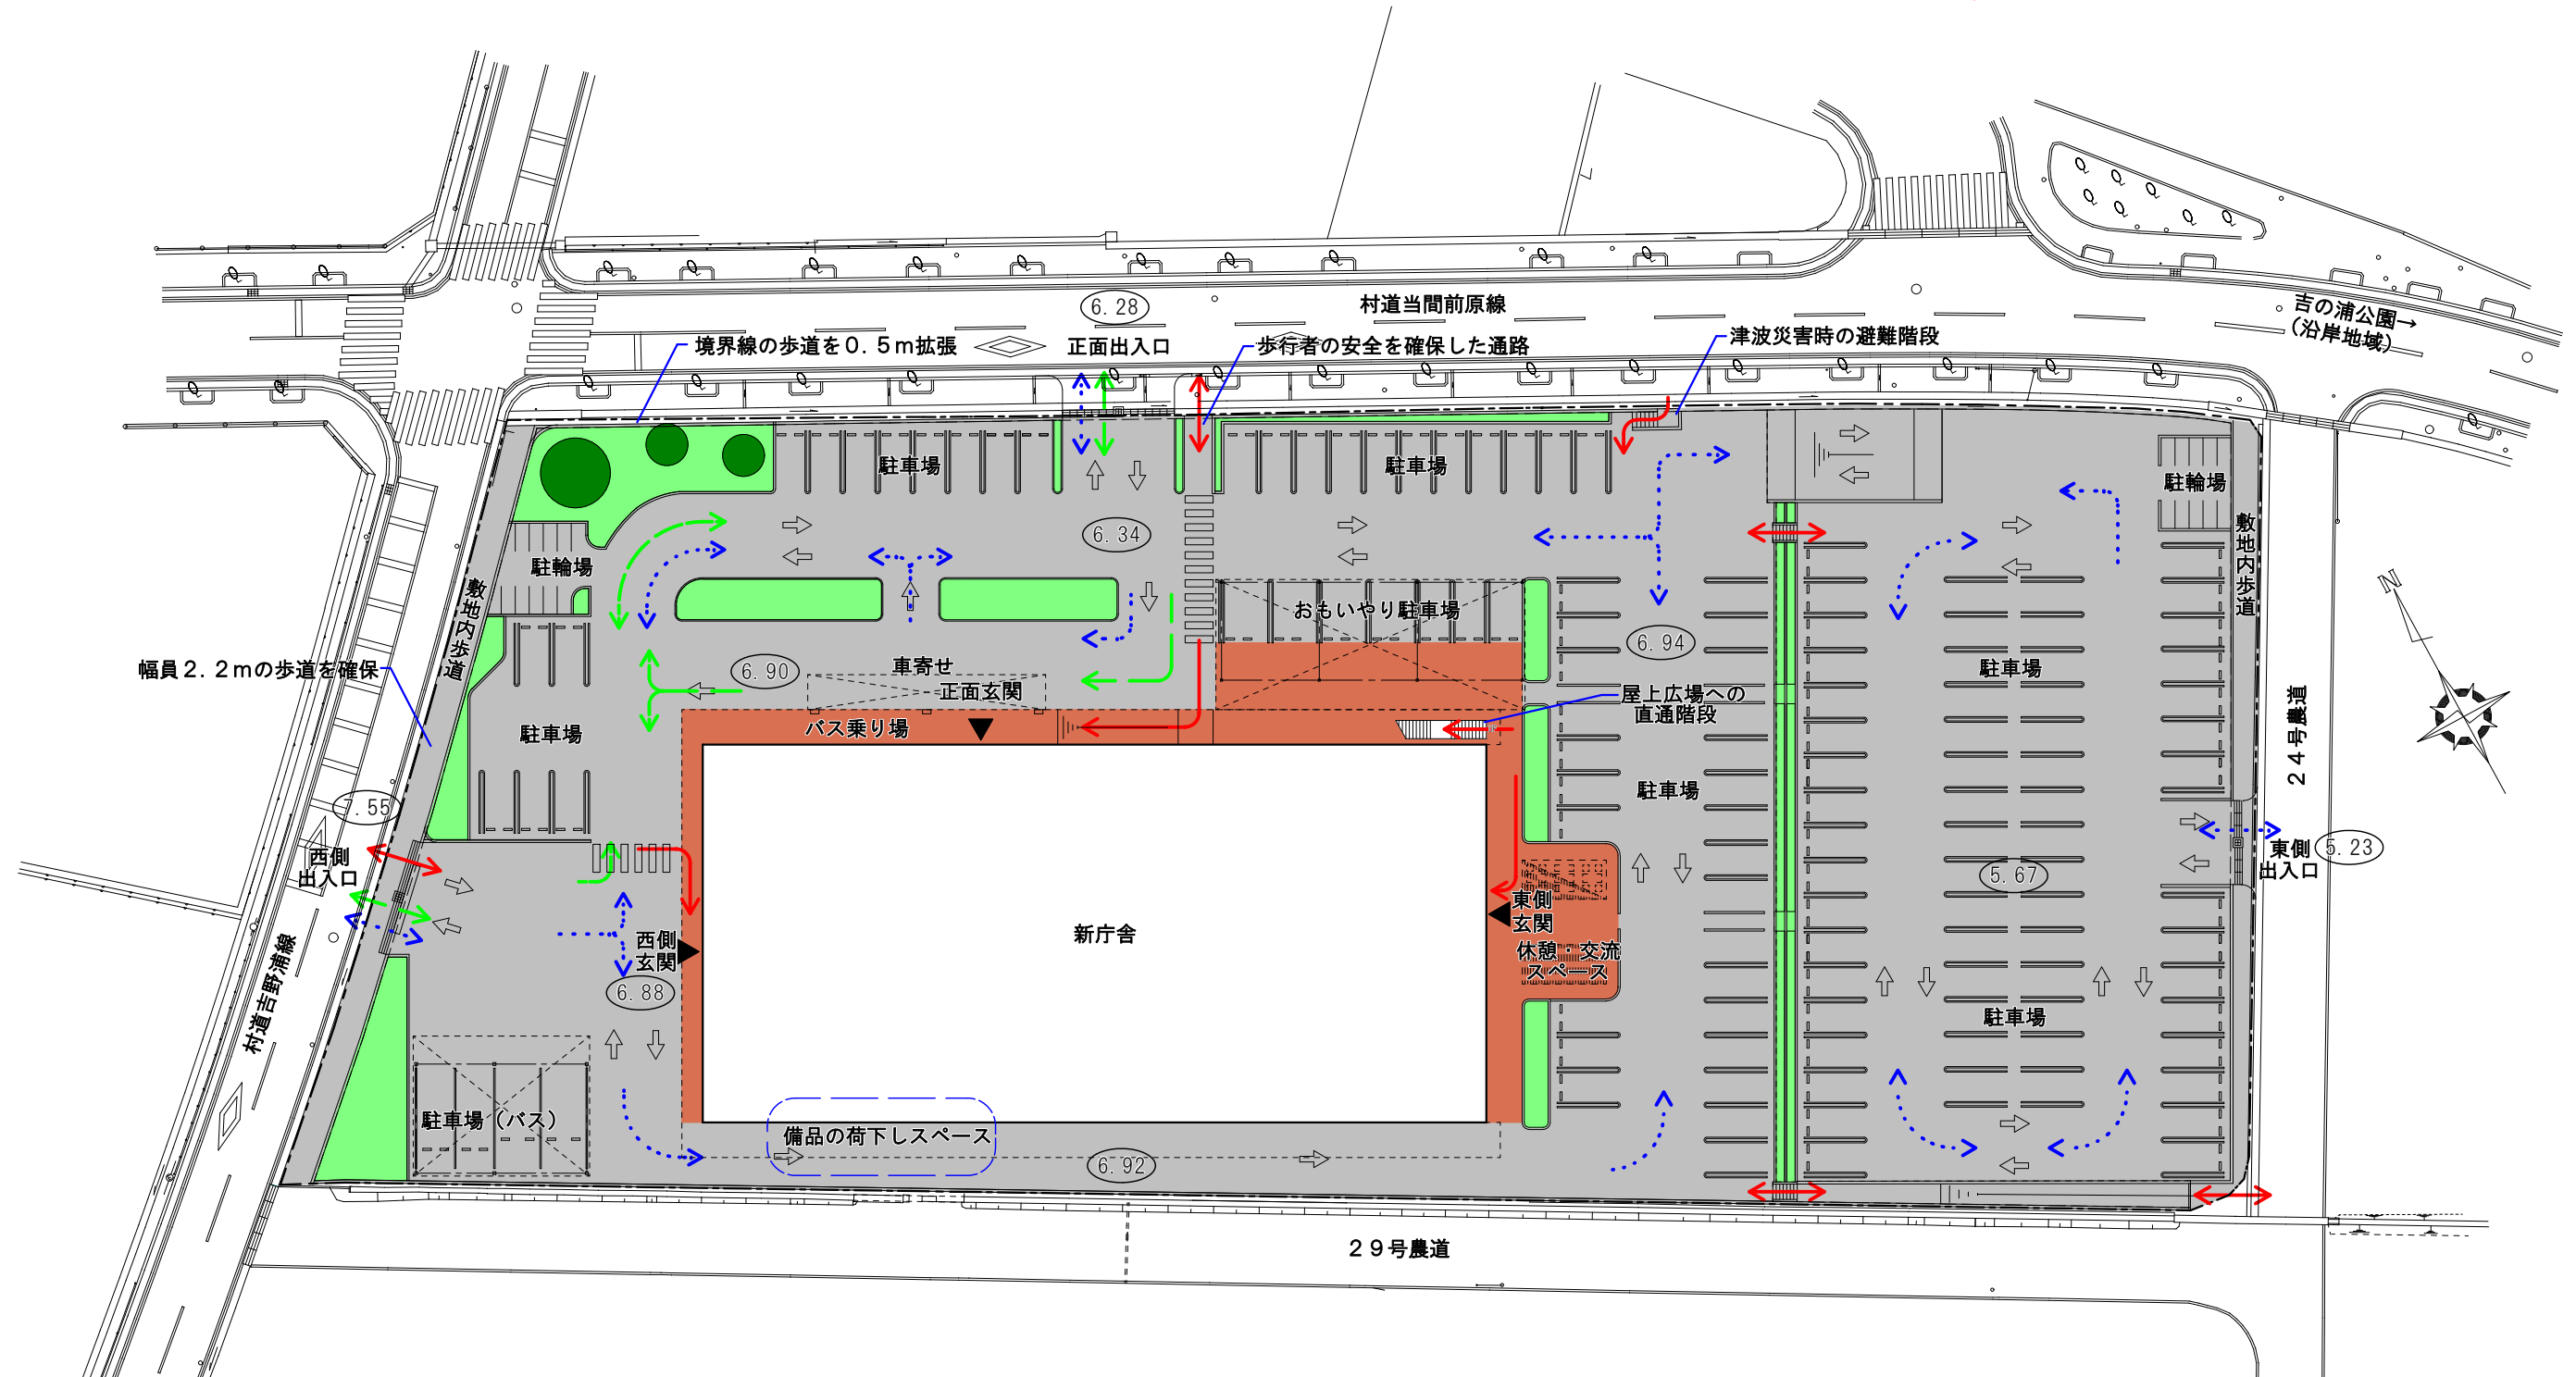 6.28
村道当間前原線
吉の浦公園→
(沿岸地域)
境界線の歩道を0.5m拡張
正面出入口
歩行者の安全を確保した通路
津波災害時の避難階段
駐車場
駐車場
駐輪場
敷地内歩道
6.34
駐輪場
敷地内歩道
おもいやり駐車場
6.94
幅員2.2mの歩道を確保
6.90
車寄せ
正面玄関
駐車場
屋上広場への
直通階段
バス乗り場
駐車場
24号農道
N
7.55
駐車場
西側
出入口
5.67
東側
出入口
5.23
東側
玄関
新庁舎
西側
玄関
休憩・交流
スペース
村道吉野浦線
6.88
駐車場
駐車場(バス)
備品の荷下しスペース
6.92
29号農道